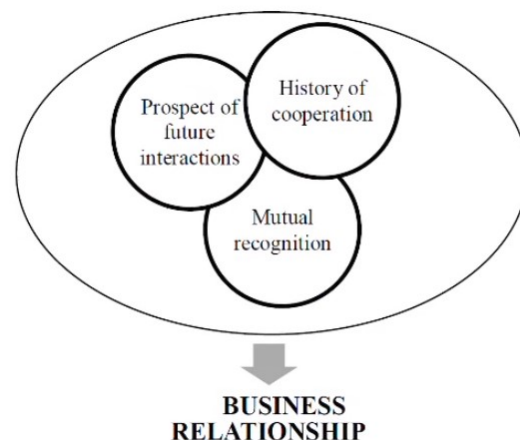 Prospect of
future
interactions
History of
cooperation
Mutual
recognition
BUSINESS
RELATIONSHIP